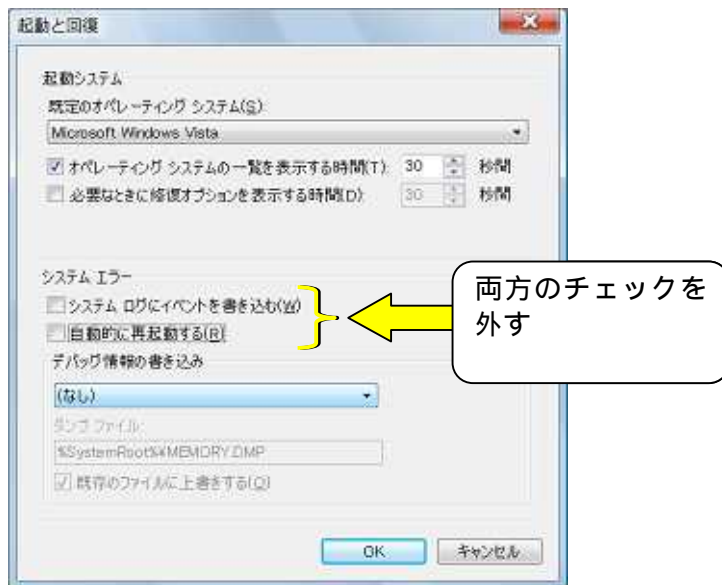 起動と回復
起動システム
既定のオペレーティング システム(S):
Microsoft Windows Vista
オペレーティング システムの一覧を表示する時間(T): 30 秒間
必要なときに修復オプションを表示する時間(D): 30 秒間
システム エラー
システム ログにイベントを書き込む(W)
自動的に再起動する(R)
両方のチェックを
外す
デバッグ情報の書き込み
(なし)
ダンプ ファイル:
%SystemRoot%¥MEMORY.DMP
既存のファイルに上書きする(O)
OK キャンセル